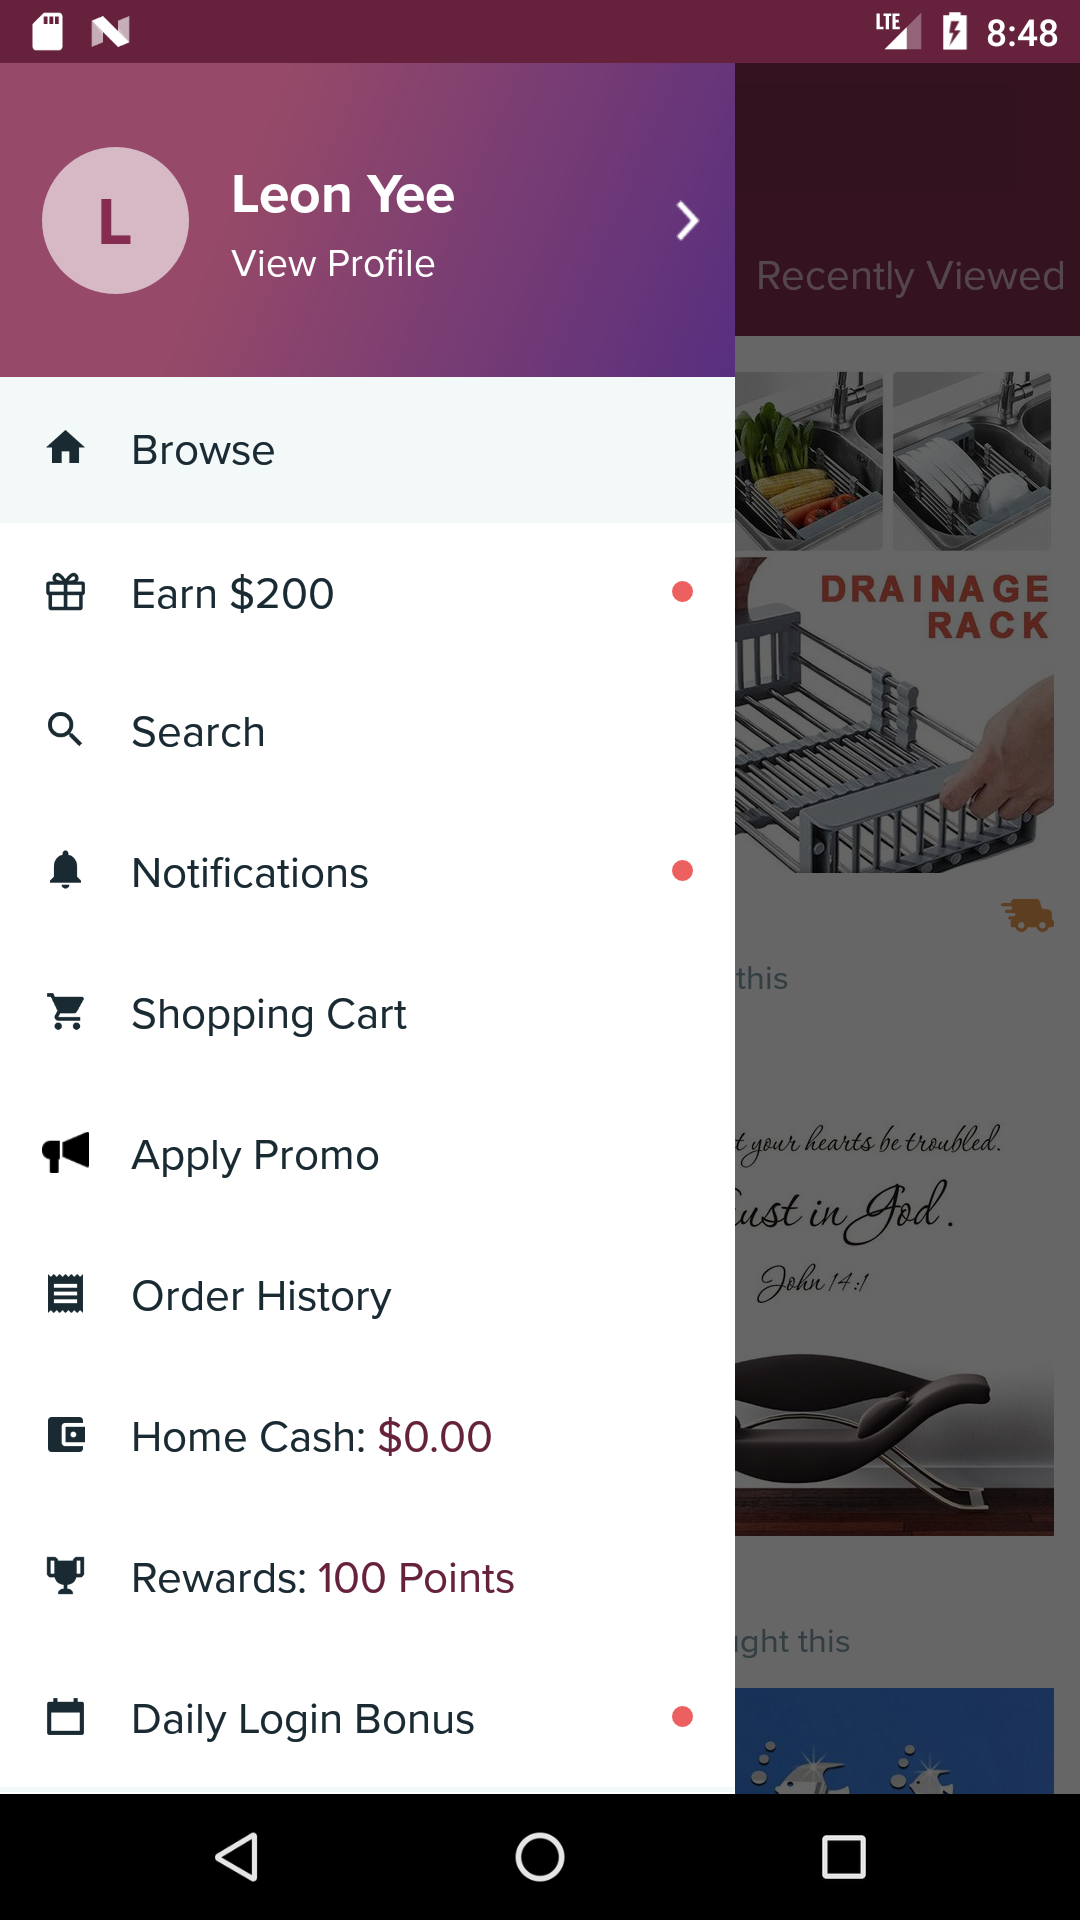 LTE 8:48
L
Leon Yee
View Profile
Recently Viewed
Browse
Earn $200
Search
Notifications
Shopping Cart
Apply Promo
Order History
Home Cash: $0.00
Rewards: 100 Points
Daily Login Bonus
DRAINAGE
RACK
this
your hearts be troubled.
in God.
John 14:1
this